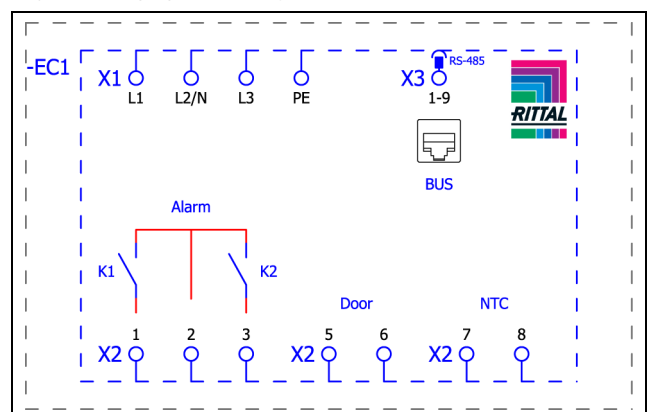 -EC1
X1
L1
L2/N
L3
PE
X3
RS-485
1-9
RITTAL
BUS
Alarm
K1
K2
Door
NTC
X2
1
2
3
X2
5
6
X2
7
8